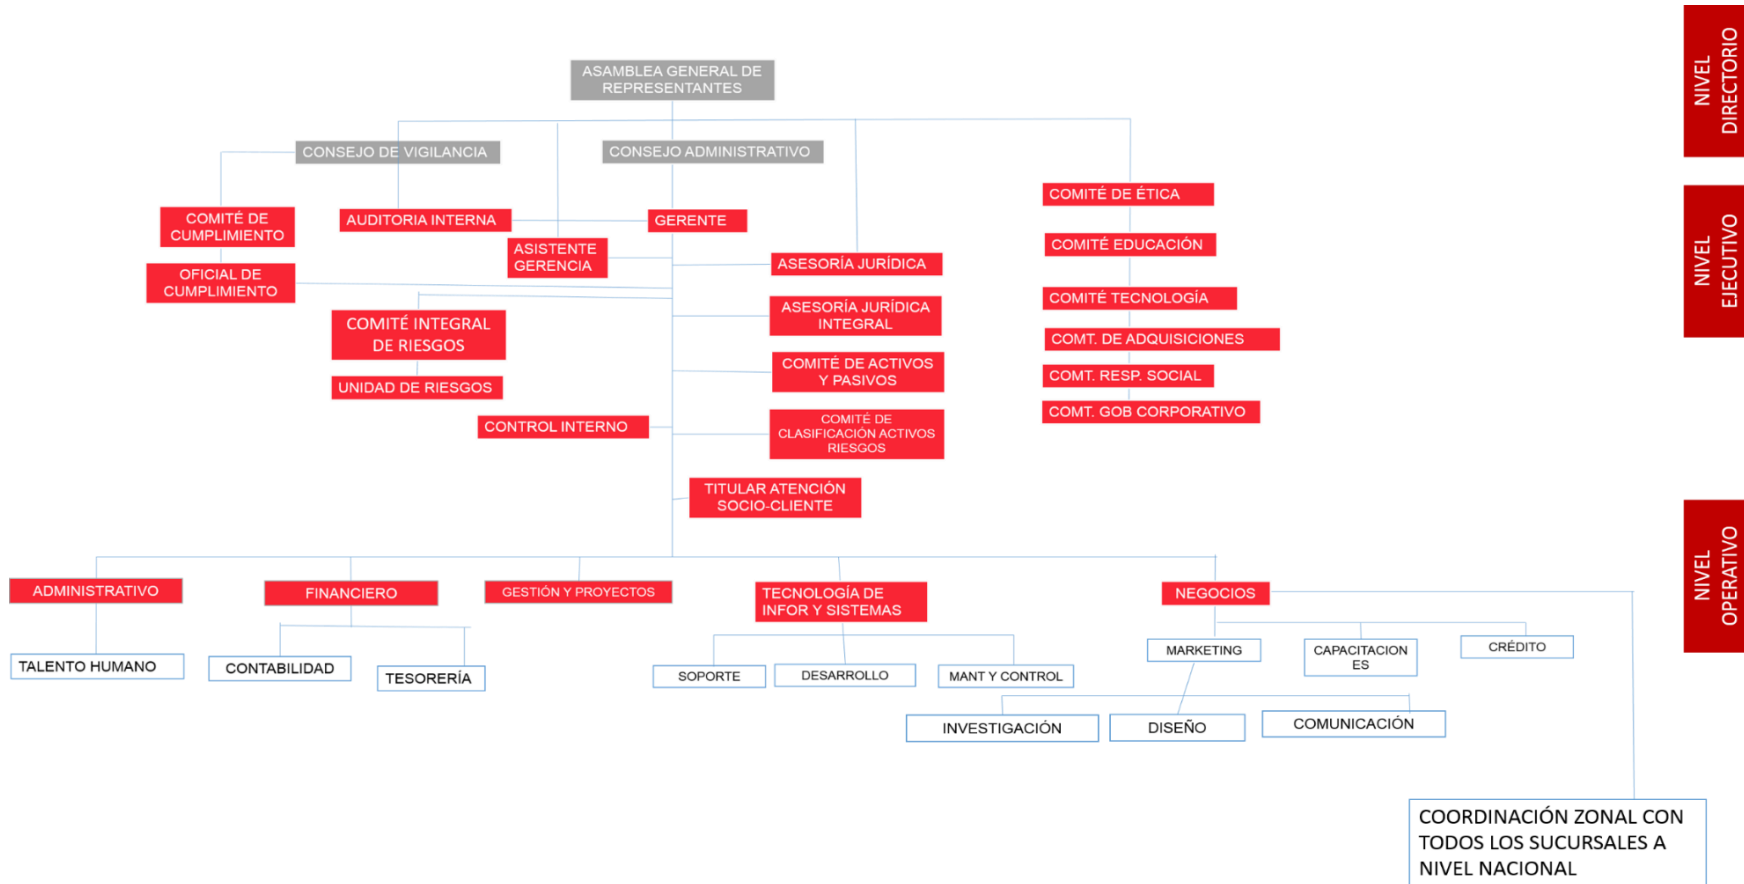 NIVEL
DIRECTORIO
ASAMBLEA GENERAL DE
REPRESENTANTES
CONSEJO DE VIGILANCIA
CONSEJO ADMINISTRATIVO
NIVEL
EJECUTIVO
COMITÉ DE ÉTICA
COMITÉ DE
CUMPLIMIENTO
AUDITORIA INTERNA
GERENTE
COMITÉ EDUCACIÓN
ASISTENTE
GERENCIA
ASESORÍA JURÍDICA
OFICIAL DE
CUMPLIMIENTO
COMITÉ TECNOLOGÍA
ASESORÍA JURÍDICA
INTEGRAL
COMITÉ INTEGRAL
DE RIESGOS
COMT. DE ADQUISICIONES
COMITÉ DE ACTIVOS
Y PASIVOS
COMT. RESP. SOCIAL
UNIDAD DE RIESGOS
COMT. GOB CORPORATIVO
CONTROL INTERNO
COMITÉ DE
CLASIFICACIÓN ACTIVOS
RIESGOS
TITULAR ATENCIÓN
SOCIO-CLIENTE
NIVEL
OPERATIVO
ADMINISTRATIVO
FINANCIERO
GESTIÓN Y PROYECTOS
TECNOLOGÍA DE
INFOR Y SISTEMAS
NEGOCIOS
TALENTO HUMANO
CONTABILIDAD
TESORERÍA
SOPORTE
DESARROLLO
MANT Y CONTROL
MARKETING
CAPACITACION
ES
CRÉDITO
INVESTIGACIÓN
DISEÑO
COMUNICACIÓN
COORDINACIÓN ZONAL CON
TODOS LOS SUCURSALES A
NIVEL NACIONAL